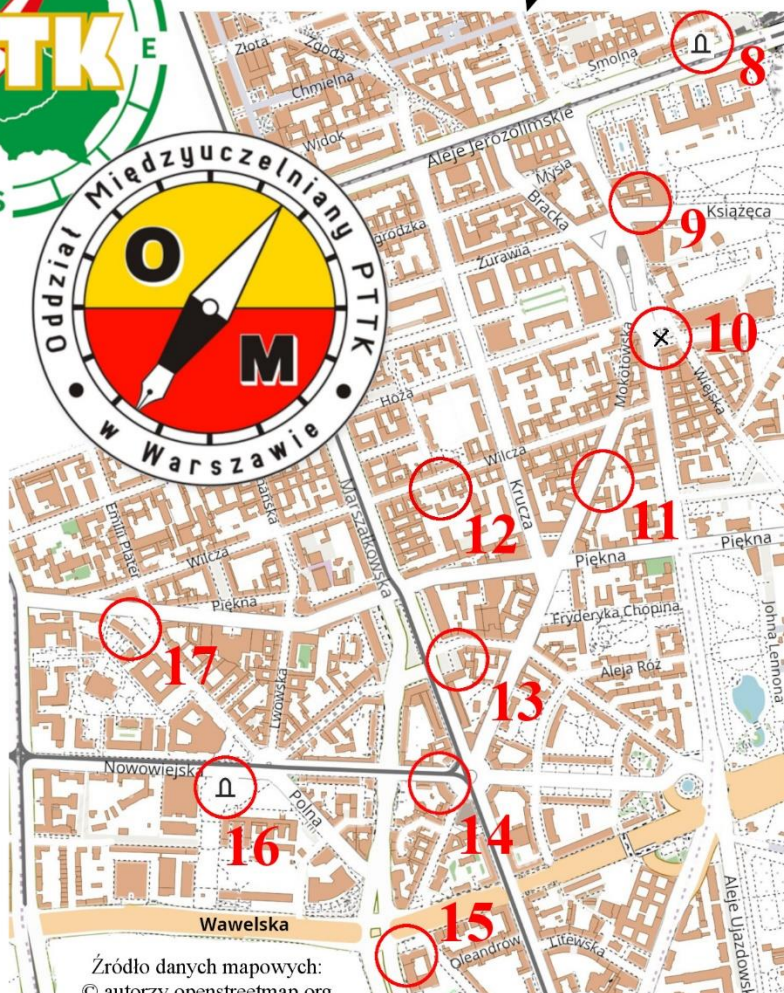 TK
E
S
Oddział Międzyuczelniany PTTK
O
M
w Warszawie
Złota
Zgoda
Chmielna
Widok
Smolna
8
Aleje Jerozolimskie
Mysia
Bracka
Książęca
9
Żurawia
10
Mokotowska
Wiejska
Hoża
Wilcza
Krucza
11
12
Marszałkowska
Emilii Plater
Wilcza
Piękna
Piękna
Piękna
17
Fryderyka Chopina
Johna Lennona
Aleja Róż
13
Lwowska
Nowowiejska
Polna
14
16
Wawelska
15
Oleandrów
Litewska
Źródło danych mapowych:
© autorzy openstreetmap.org